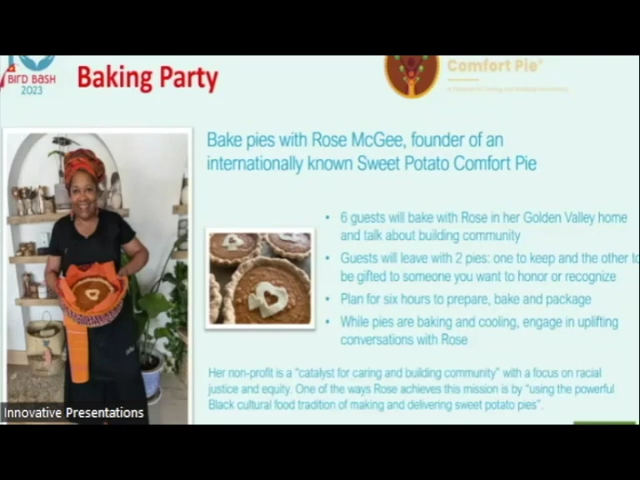 BIRD BASH
2023
Baking Party
Comfort Pie
Bake pies with Rose McGee, founder of an
internationally known Sweet Potato Comfort Pie
• 6 guests will bake with Rose in her Golden Valley home
and talk about building community
• Guests will leave with 2 pies: one to keep and the other to
be gifted to someone you want to honor or recognize
• Plan for six hours to prepare, bake and package
• While pies are baking and cooling, engage in uplifting
conversations with Rose
Her non-profit is a “catalyst for caring and building community” with a focus on racial
justice and equity. One of the ways Rose achieves this mission is by “using the powerful
Black cultural food tradition of making and delivering sweet potato pies”.
Innovative Presentations